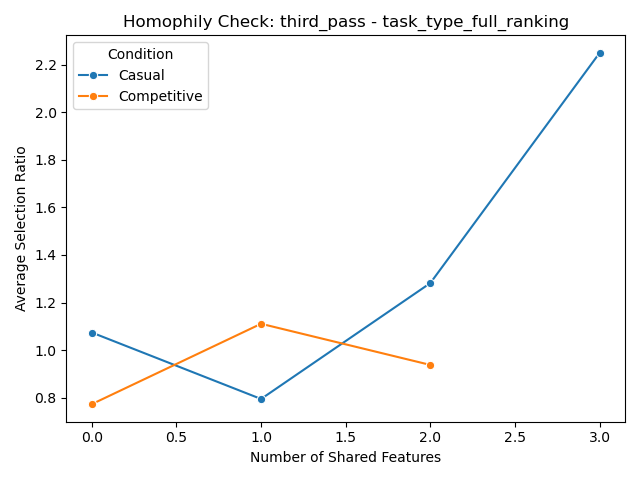 Homophily Check: third_pass - task_type_full_ranking
Condition
Casual
Competitive
Average Selection Ratio
2.2
2.0
1.8
1.6
1.4
1.2
1.0
0.8
0.0 0.5 1.0 1.5 2.0 2.5 3.0
Number of Shared Features